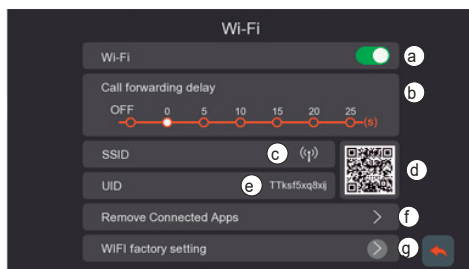 Wi-Fi
Wi-Fi a
Call forwarding delay b
OFF 0 5 10 15 20 25
(s)
SSID c d
UID e TTksf5xq8xij
Remove Connected Apps f
WIFI factory setting g